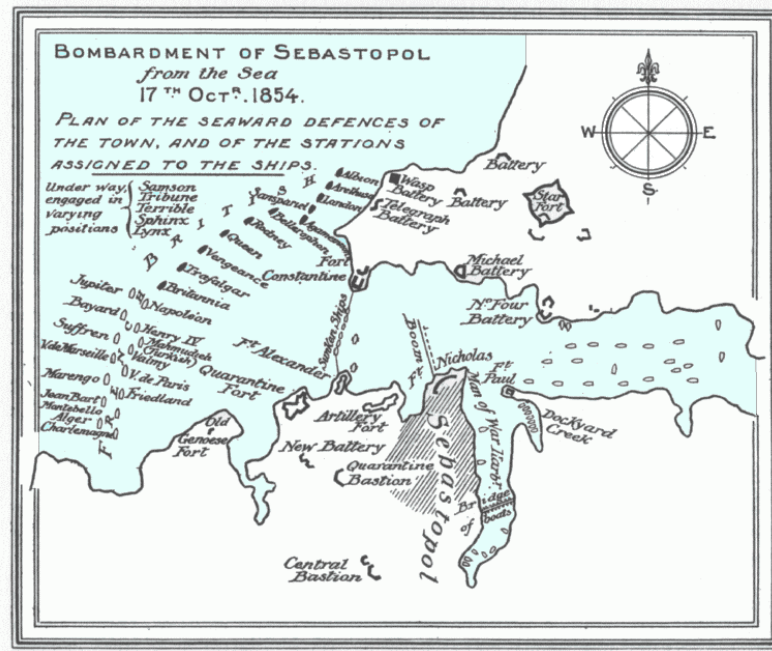 BOMBARDMENT OF SEBASTOPOL
from the Sea
17TH OCTR. 1854.
PLAN OF THE SEAWARD DEFENCES OF
THE TOWN, AND OF THE STATIONS
ASSIGNED TO THE SHIPS.
Under way,
engaged in
varying
positions
Samson
Tribune
Terrible
Sphinx
Lynx
W
E
S
BRITISH
Albion
Arethusa
London
Sanspareil
Agamemnon
Bellerophon
Rodney
Queen
Vengeance
Trafalgar
Britannia
Wasp
Battery
Telegraph
Battery
Battery
Battery
Star
Fort
Fort
Constantine
Michael
Battery
No Four
Battery
Jupiter
Napoleon
Bayard
Henry IV
Suffren
Mahmudieh
(Turkish)
V. de Marseille
Valmy
Marengo
V. de Paris
Jean Bart
Friedland
Montebello
Alger
Charlemagne
FRENCH
Sunken Ships
Boom
Ft Alexander
Quarantine
Fort
Ft Nicholas
Ft
Paul
Man of War Harbr
Dockyard
Creek
Old
Genoese
Fort
Artillery
Fort
New Battery
Quarantine
Bastion
Sebastopol
Bridge
of boats
Central
Bastion